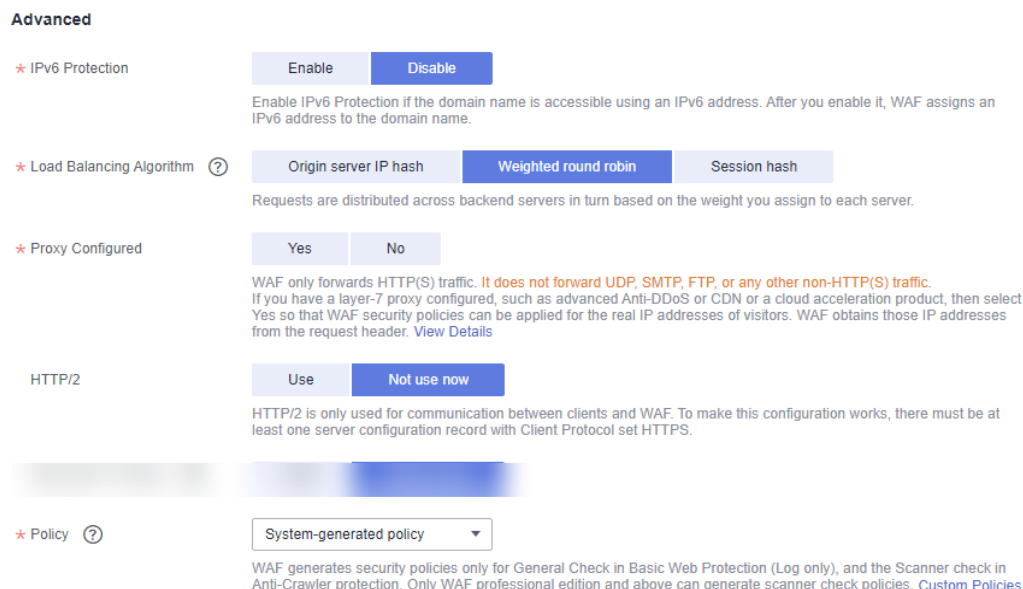 Advanced
* IPv6 Protection
Enable
Disable
Enable IPv6 Protection if the domain name is accessible using an IPv6 address. After you enable it, WAF assigns an
IPv6 address to the domain name.
* Load Balancing Algorithm ?
Origin server IP hash
Weighted round robin
Session hash
Requests are distributed across backend servers in turn based on the weight you assign to each server.
* Proxy Configured
Yes
No
WAF only forwards HTTP(S) traffic. It does not forward UDP, SMTP, FTP, or any other non-HTTP(S) traffic.
If you have a layer-7 proxy configured, such as advanced Anti-DDoS or CDN or a cloud acceleration product, then select
Yes so that WAF security policies can be applied for the real IP addresses of visitors. WAF obtains those IP addresses
from the request header. View Details
HTTP/2
Use
Not use now
HTTP/2 is only used for communication between clients and WAF. To make this configuration works, there must be at
least one server configuration record with Client Protocol set HTTPS.
* Policy ?
System-generated policy
WAF generates security policies only for General Check in Basic Web Protection (Log only), and the Scanner check in
Anti-Crawler protection. Only WAF professional edition and above can generate scanner check policies. Custom Policies